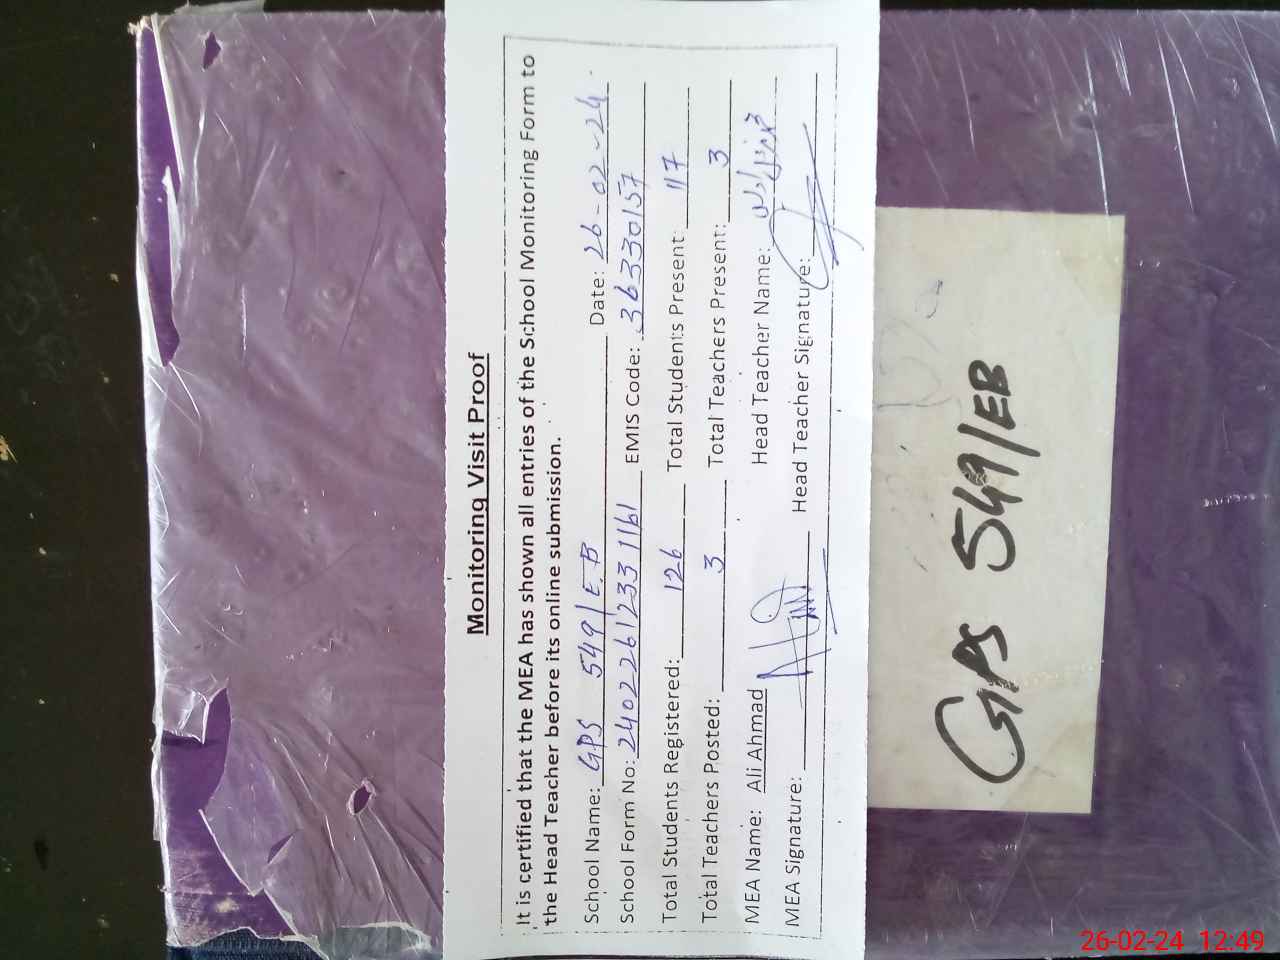 Monitoring Visit Proof
It is certified that the MEA has shown all entries of the School Monitoring Form to
the Head Teacher before its online submission.
School Name: GPS 549/E.B Date: 26-02-24
School Form No: 2402261233 1161 EMIS Code: 36330157
Total Students Registered: 126 Total Students Present: 117
Total Teachers Posted: 3 Total Teachers Present: 3
MEA Name: Ali Ahmad Head Teacher Name:
MEA Signature: Head Teacher Signature:
GPS 549/EB
26-02-24 12:49